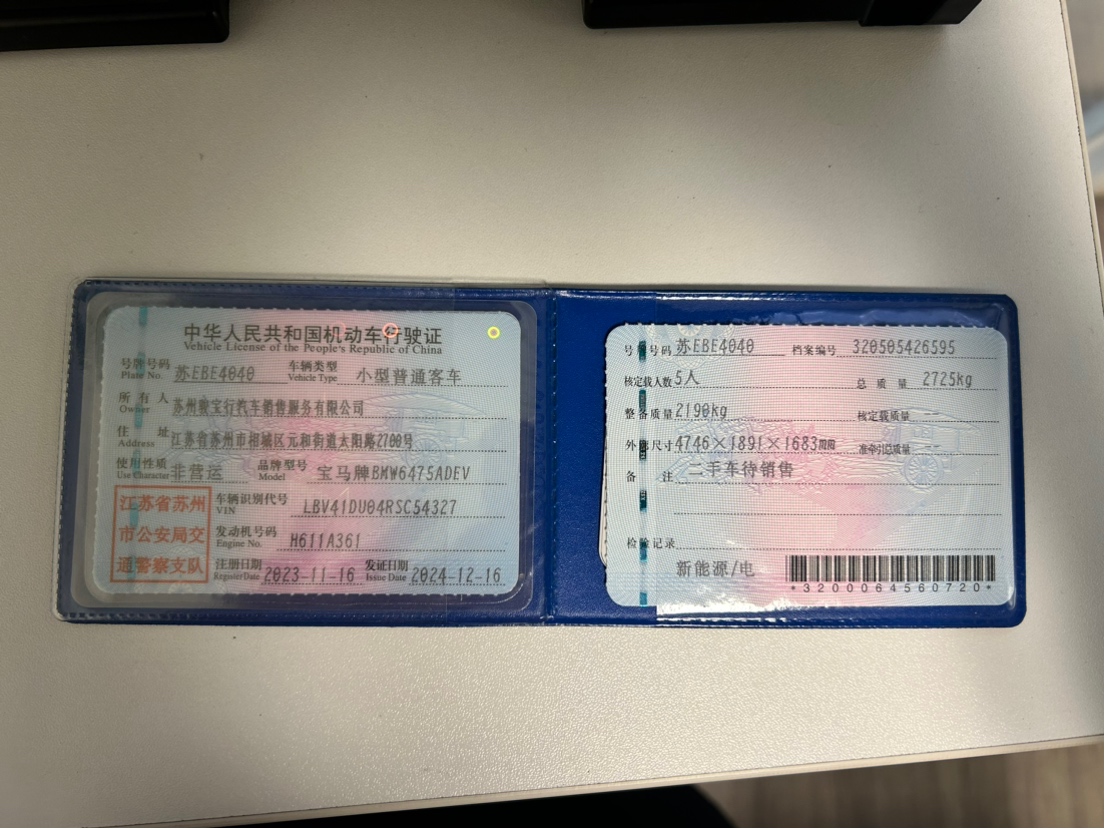 中华人民共和国机动车行驶证
Vehicle License of the People's Republic of China
号牌号码 苏EBE4040 车辆类型 小型普通客车
Plate No. Vehicle Type
所有人 苏州骏宝行汽车销售服务有限公司
Owner
住址 江苏省苏州市相城区元和街道太阳路2700号
Address
使用性质 非营运 品牌型号 宝马牌BMW6475ADEV
Use Character Model
江苏省苏州
市公安局交
通警察支队
车辆识别代号 LBV41DU04RSC54327
VIN
发动机号码 H611A361
Engine No.
注册日期 2023-11-16 发证日期 2024-12-16
Register Date Issue Date
号牌号码 苏EBE4040 档案编号 320505426595
核定载人数 5人 总质量 2725kg
整备质量 2190kg 核定载质量 --
外廓尺寸 4746×1891×1683mm 准牵引总质量 --
备注 二手车待销售
检验记录
新能源/电
*3200064560720*